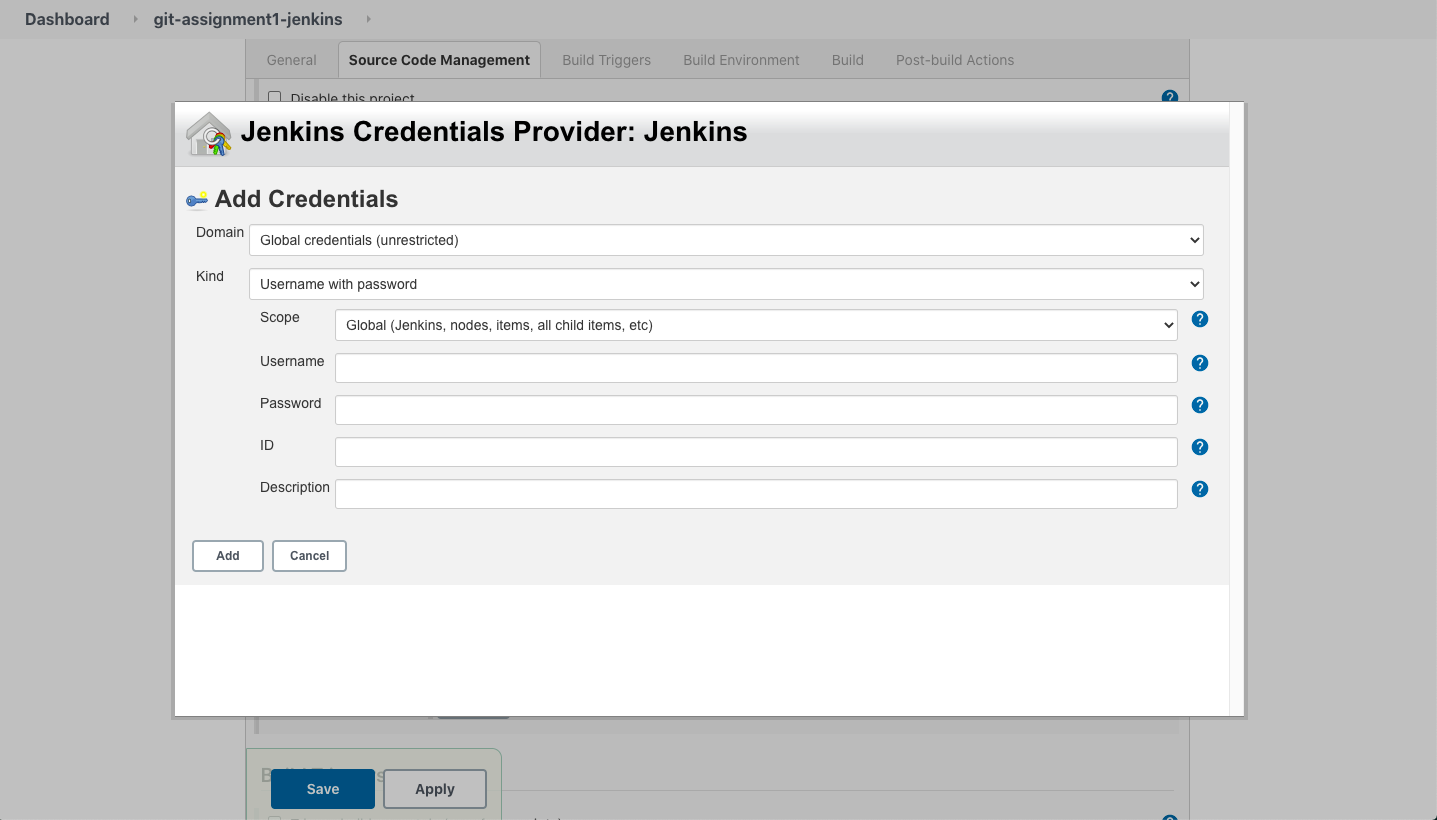 Dashboard git-assignment1-jenkins
General Source Code Management Build Triggers Build Environment Build Post-build Actions
Disable this project
Jenkins Credentials Provider: Jenkins
Add Credentials
Domain Global credentials (unrestricted)
Kind Username with password
Scope Global (Jenkins, nodes, items, all child items, etc)
Username
Password
ID
Description
Add Cancel
Save Apply